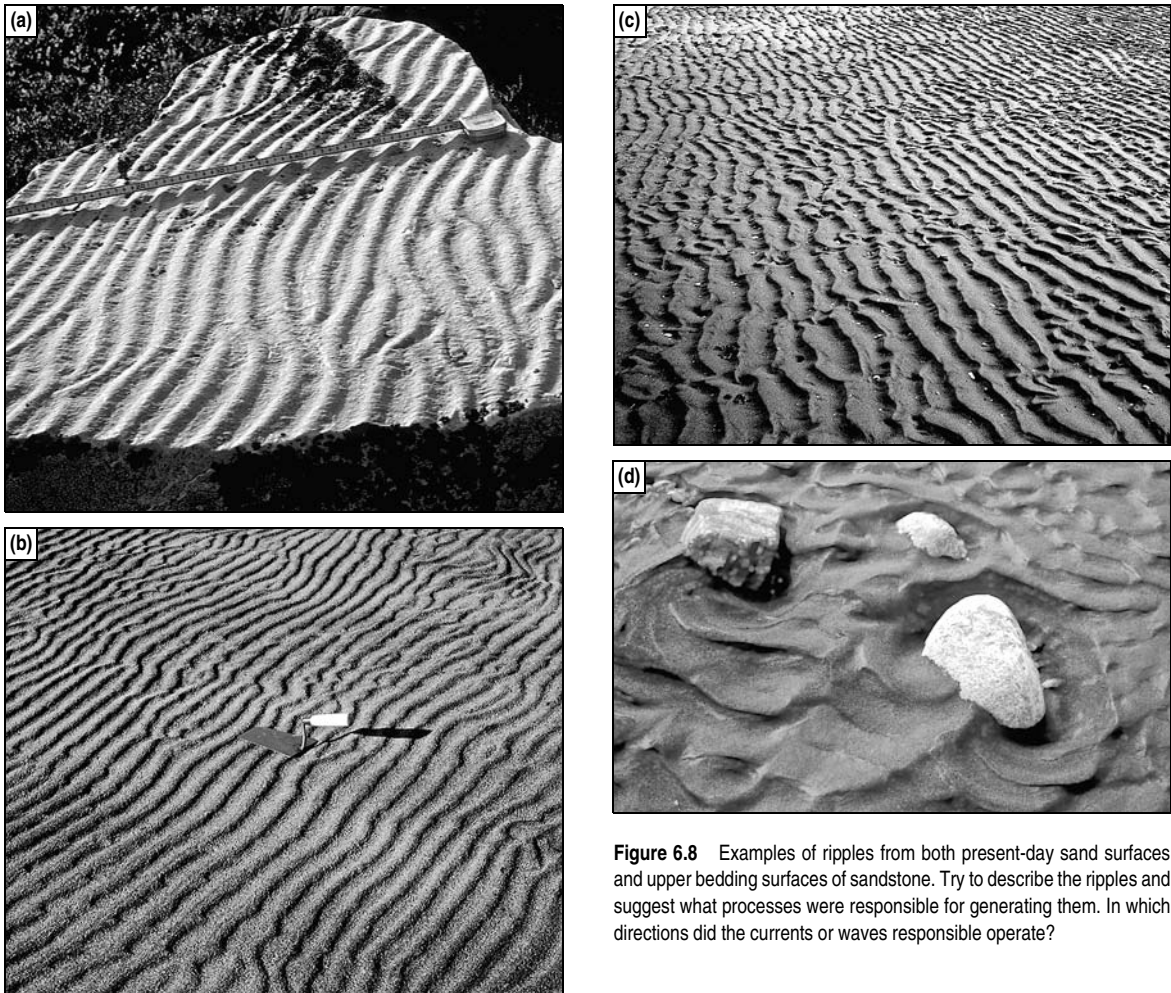 (a)
(b)
(c)
(d)
Figure 6.8 Examples of ripples from both present-day sand surfaces
and upper bedding surfaces of sandstone. Try to describe the ripples and
suggest what processes were responsible for generating them. In which
directions did the currents or waves responsible operate?